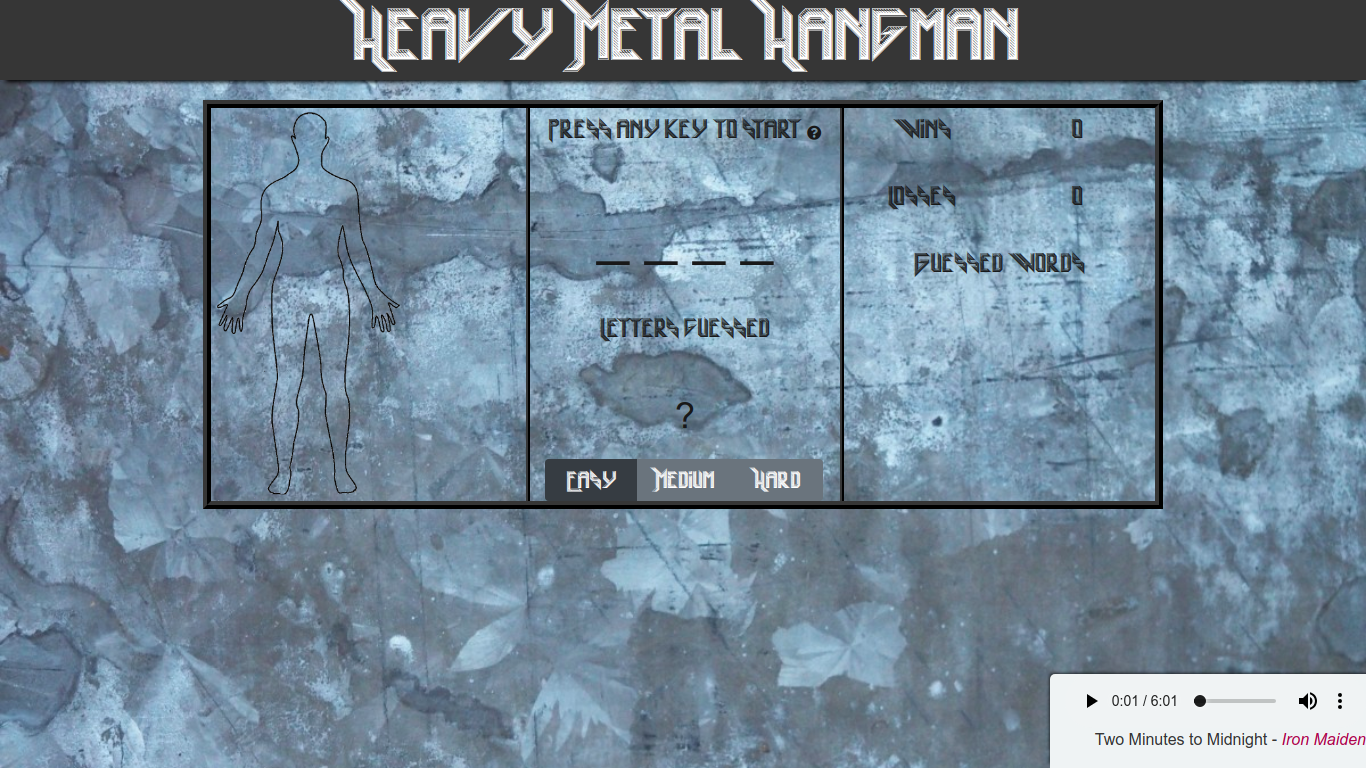 Heavy Metal Hangman
Press any key to start ?
Wins 0
Losses 0
Guessed Words
Letters Guessed
?
Easy Medium Hard
0:01 / 6:01
Two Minutes to Midnight - Iron Maiden